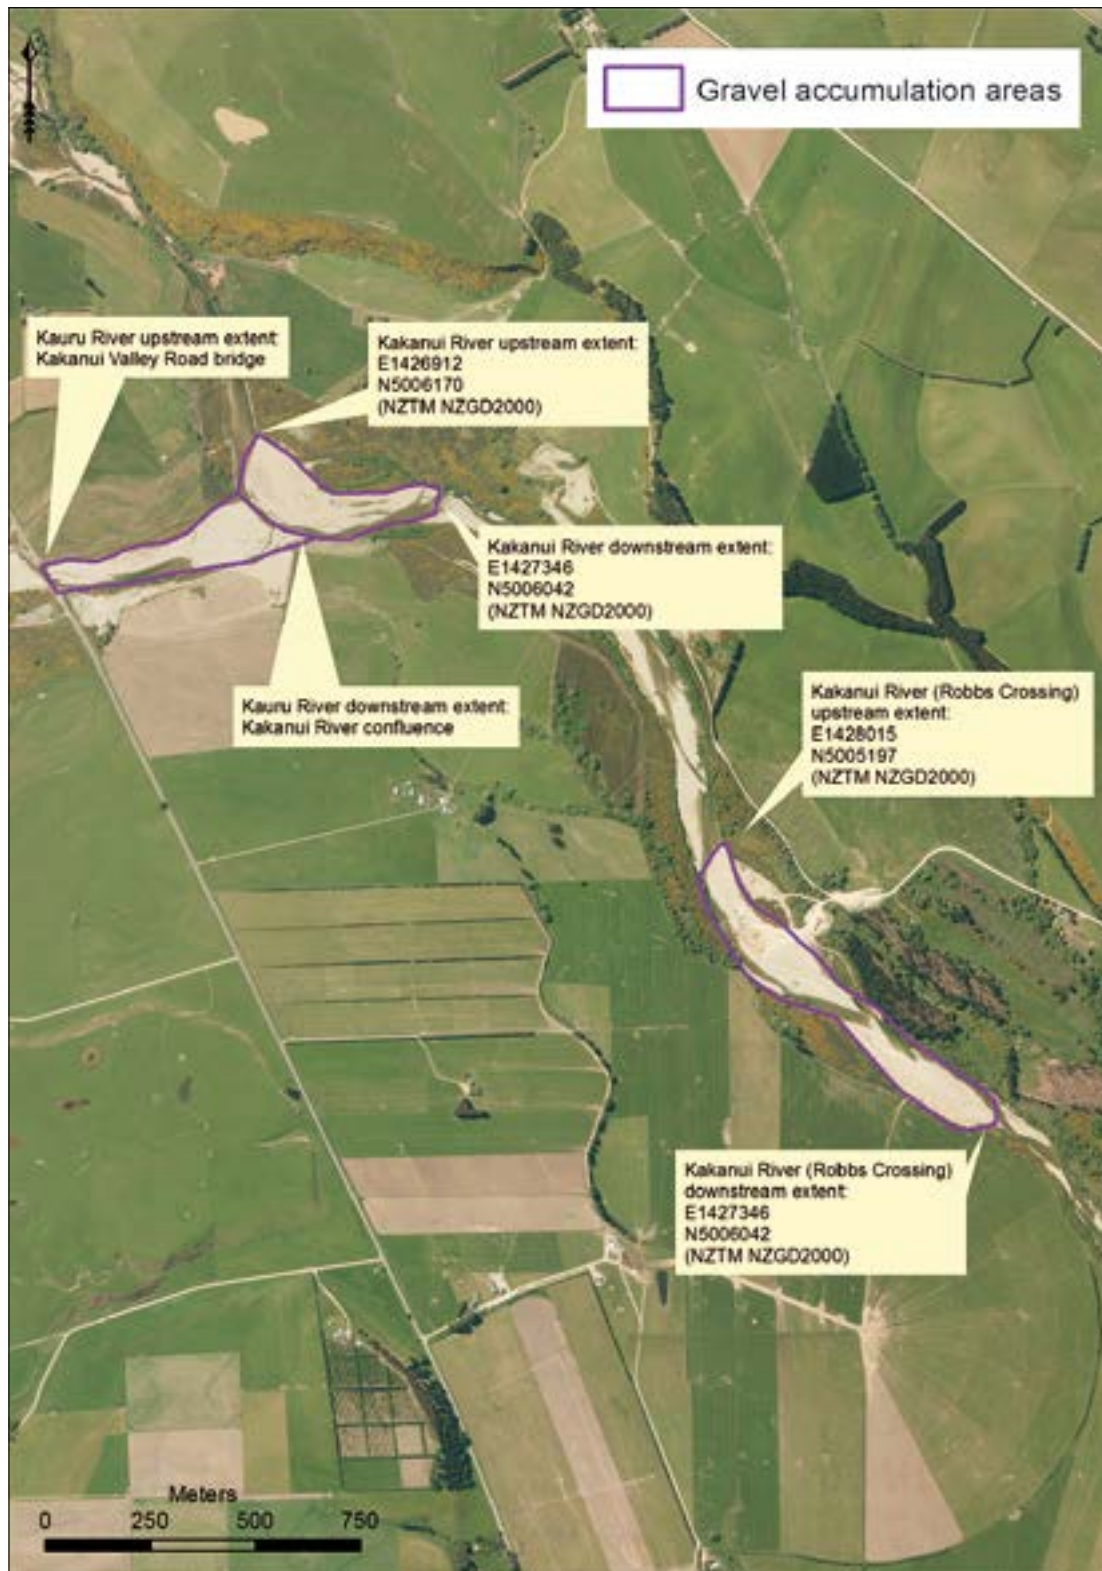 Gravel accumulation areas
Kauru River upstream extent:
Kakanui Valley Road bridge
Kakanui River upstream extent:
E1426912
N5006170
(NZTM NZGD2000)
Kakanui River downstream extent:
E1427346
N5006042
(NZTM NZGD2000)
Kauru River downstream extent:
Kakanui River confluence
Kakanui River (Robbs Crossing)
upstream extent:
E1428015
N5005197
(NZTM NZGD2000)
Kakanui River (Robbs Crossing)
downstream extent:
E1427346
N5006042
(NZTM NZGD2000)
Meters
0 250 500 750